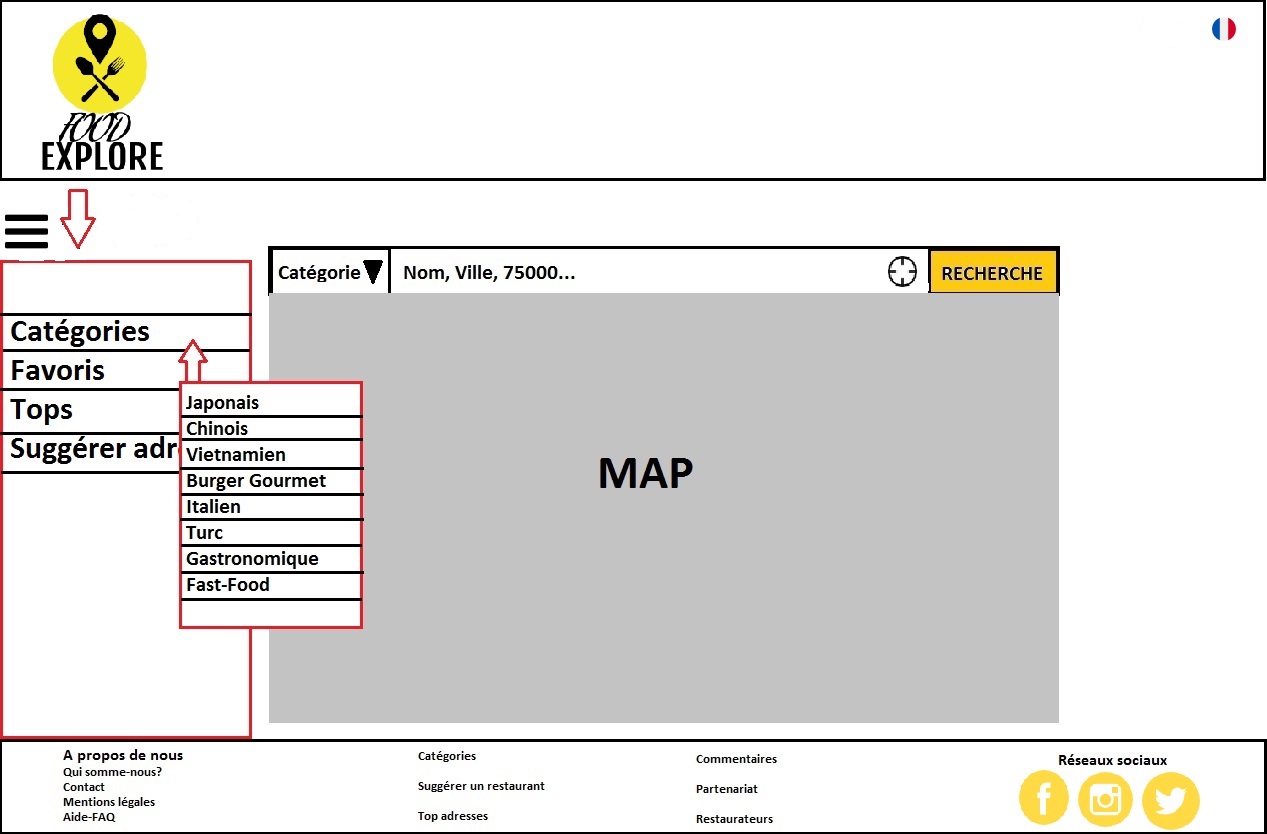 FOOD
EXPLORE
Catégorie
Nom, Ville, 75000...
RECHERCHE
Catégories
Favoris
Tops
Suggérer adr
Japonais
Chinois
Vietnamien
Burger Gourmet
Italien
Turc
Gastronomique
Fast-Food
MAP
A propos de nous
Qui somme-nous?
Contact
Mentions légales
Aide-FAQ
Catégories
Suggérer un restaurant
Top adresses
Commentaires
Partenariat
Restaurateurs
Réseaux sociaux